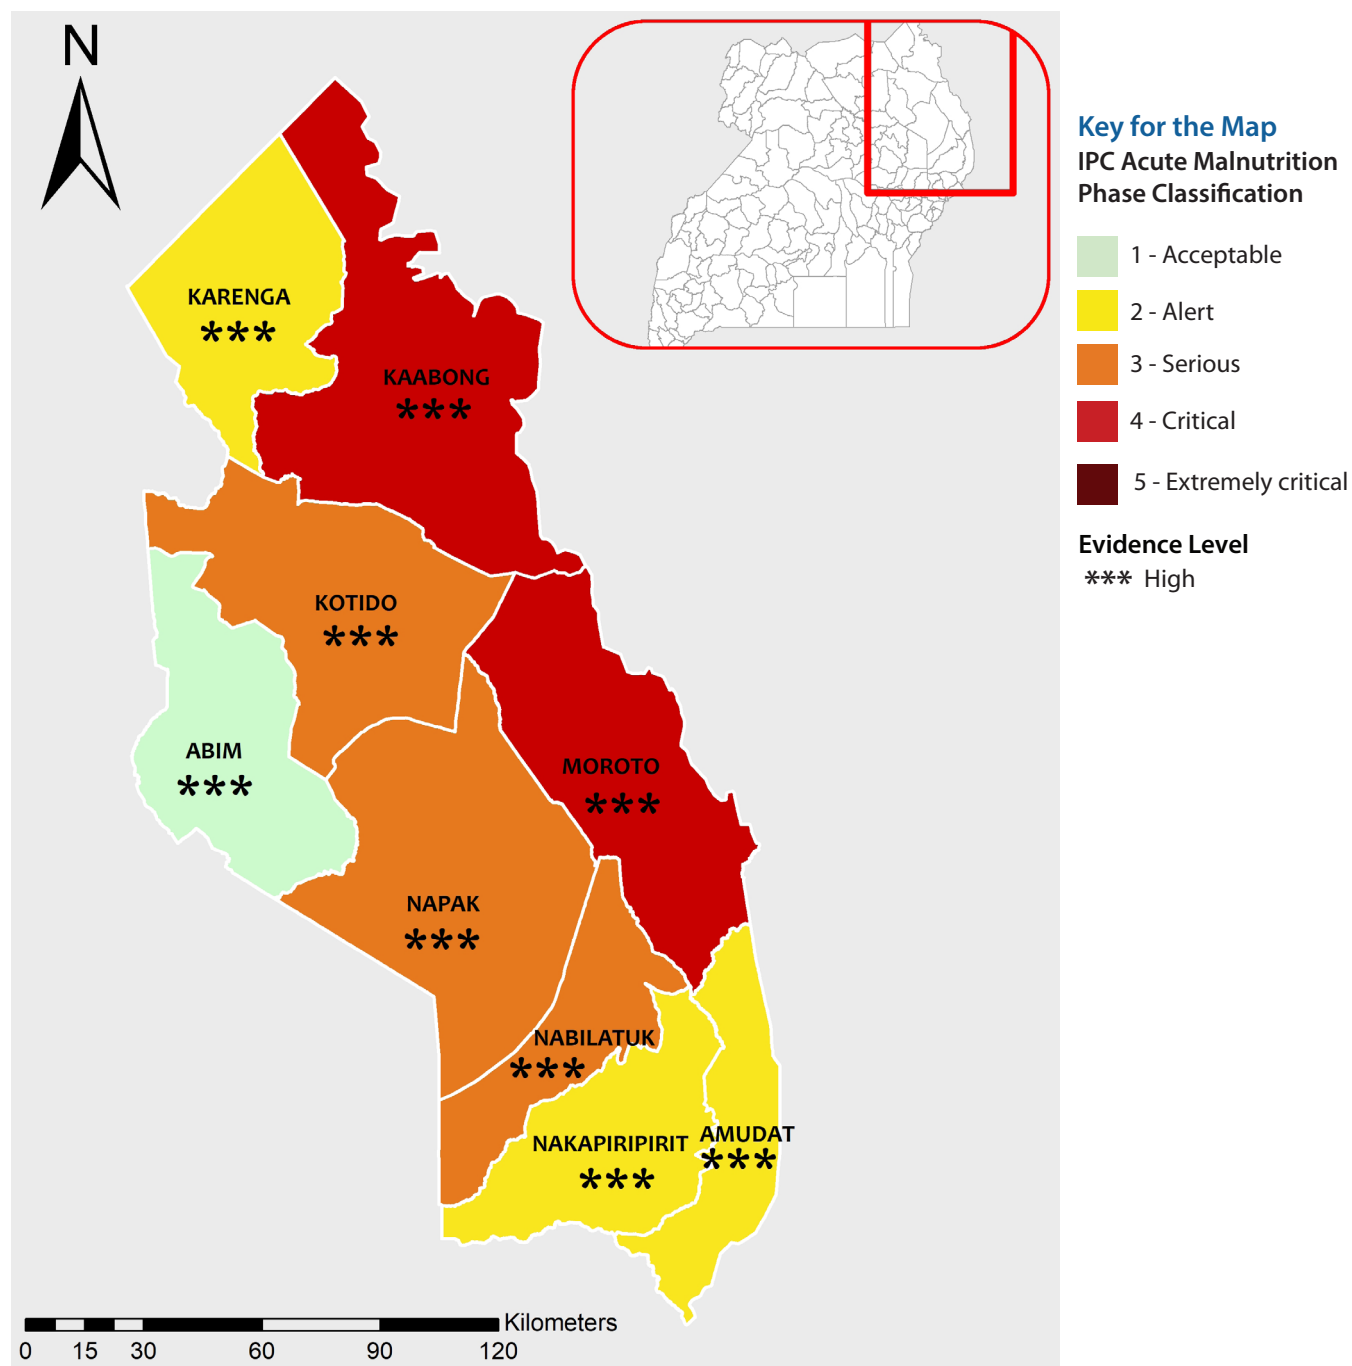 N
KARENGA
***
KAABONG
***
KOTIDO
***
ABIM
***
MOROTO
***
NAPAK
***
NABILATUK
***
NAKAPIRIPIRIT
***
AMUDAT
***
Kilometers
0 15 30 60 90 120
Key for the Map
IPC Acute Malnutrition
Phase Classification
1 - Acceptable
2 - Alert
3 - Serious
4 - Critical
5 - Extremely critical
Evidence Level
*** High